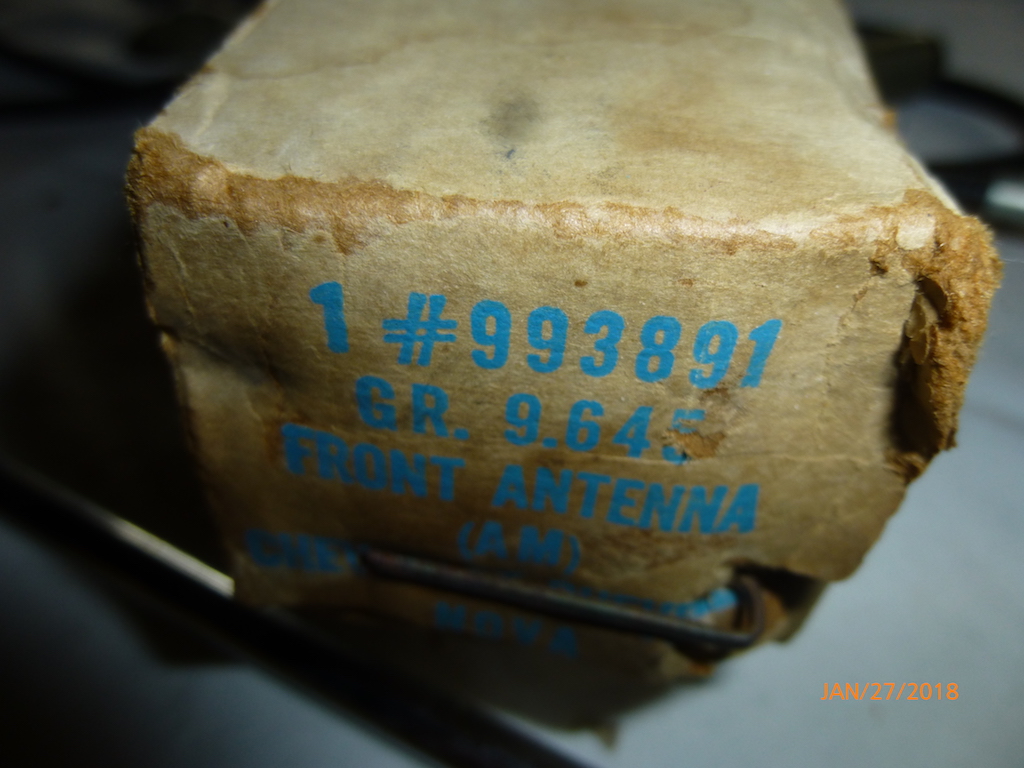 1 #993891
GR. 9.645
FRONT ANTENNA
(AM)
NOVA
JAN/27/2018